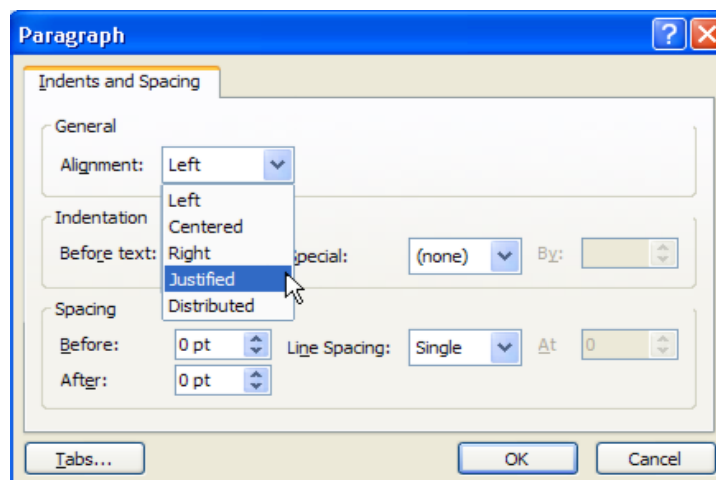 Paragraph
Indents and Spacing
General
Alignment: Left
Left
Centered
Right
Justified
Distributed
Indentation
Before text: Special: (none) By:
Spacing
Before: 0 pt Line Spacing: Single At 0
After: 0 pt
Tabs... OK Cancel